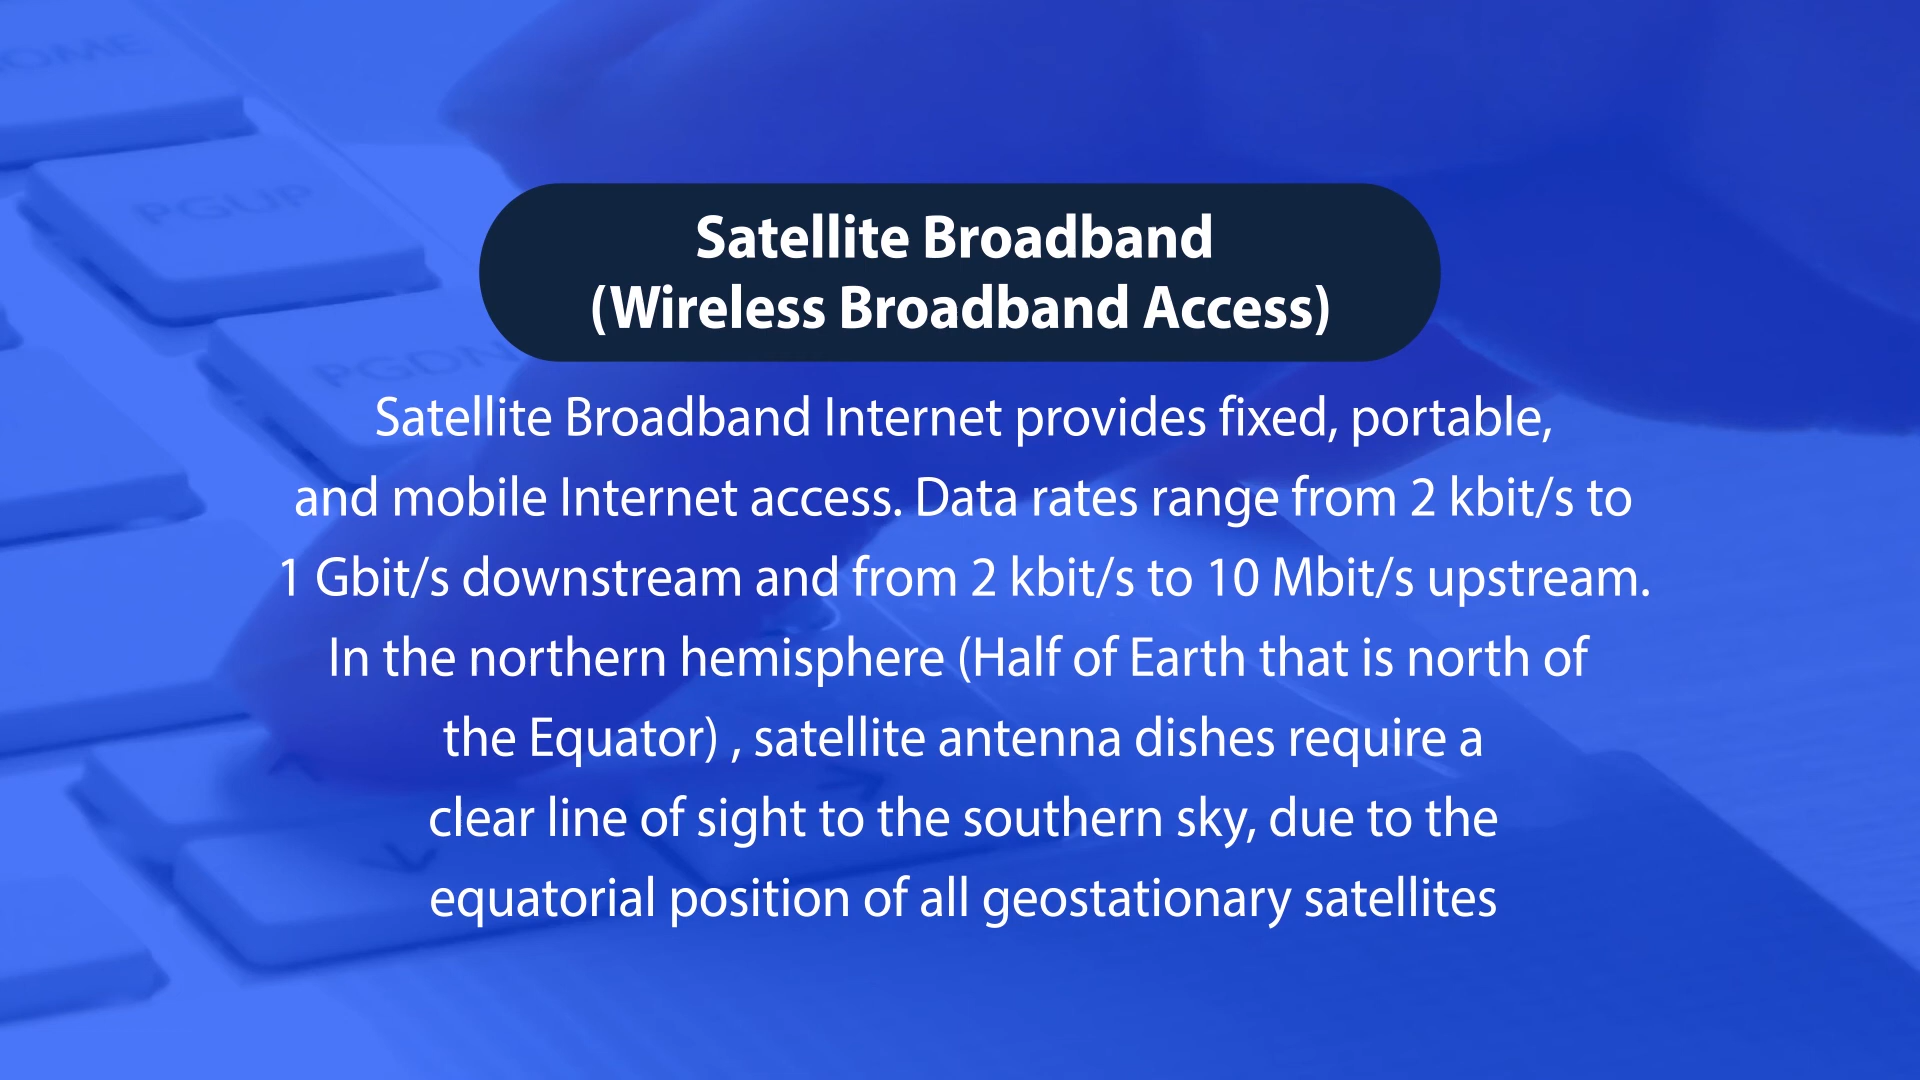 HOME
PGUP
PGDN
Satellite Broadband
(Wireless Broadband Access)
Satellite Broadband Internet provides fixed, portable,
and mobile Internet access. Data rates range from 2 kbit/s to
1 Gbit/s downstream and from 2 kbit/s to 10 Mbit/s upstream.
In the northern hemisphere (Half of Earth that is north of
the Equator) , satellite antenna dishes require a
clear line of sight to the southern sky, due to the
equatorial position of all geostationary satellites